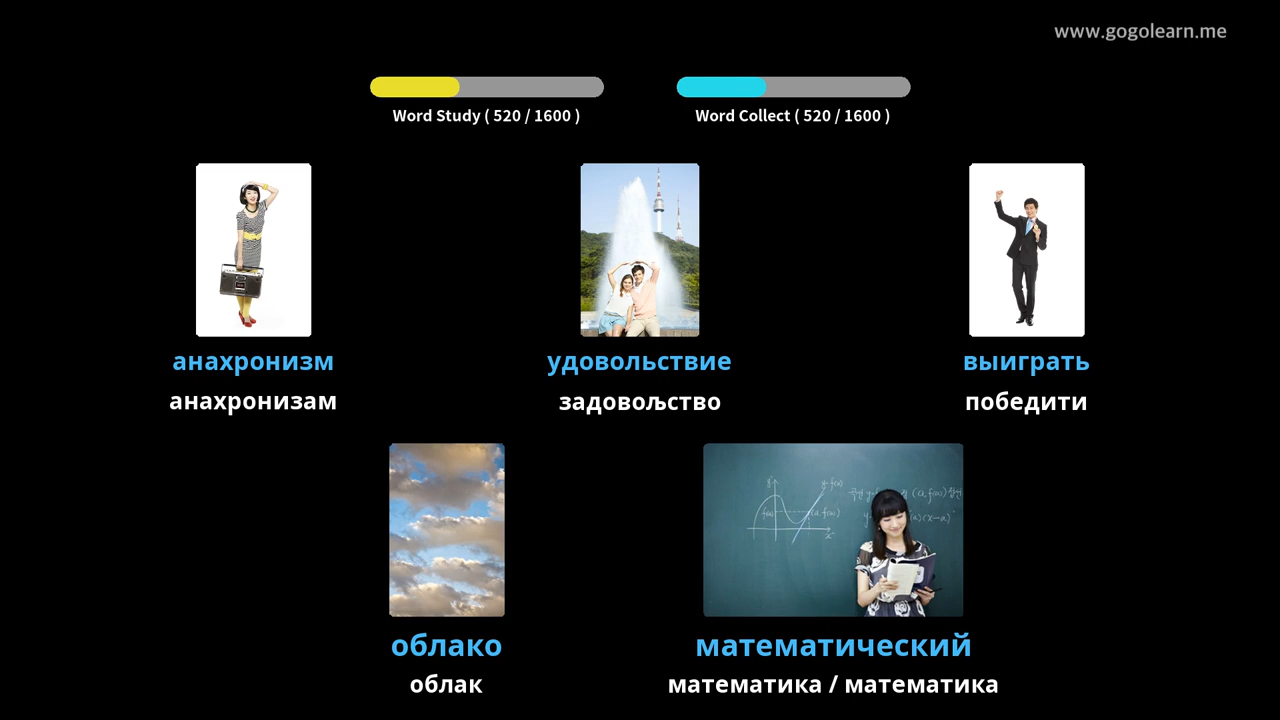 www.gogolearn.me
Word Study ( 520 / 1600 )
Word Collect ( 520 / 1600 )
анахронизм
анахронизам
удовольствие
задовољство
выиграть
победити
облако
облак
математический
математика / математика